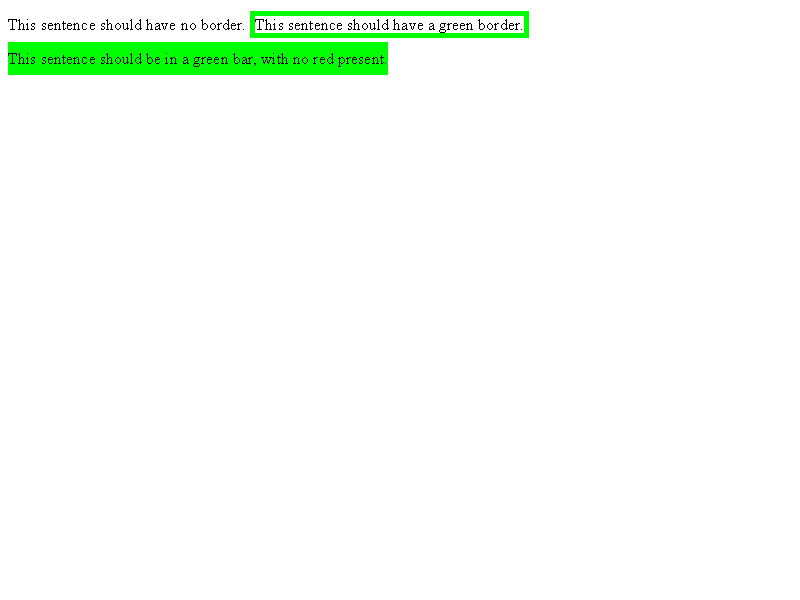 This sentence should have no border. This sentence should have a green border.
This sentence should be in a green bar, with no red present.